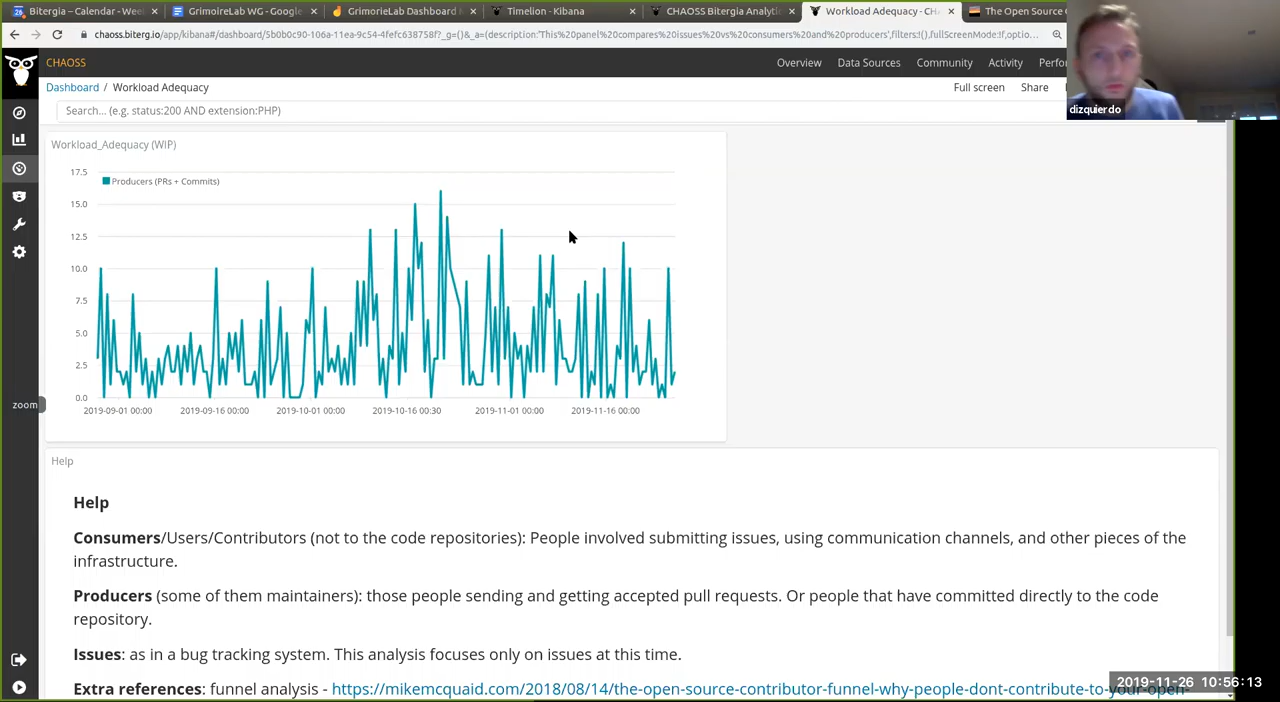 Bitergia – Calendar - Wee
GrimoireLab WG - Google
GrimorieLab Dashboard
Timelion - Kibana
CHAOSS Bitergia Analyti
Workload Adequacy - CH
The Open Source
chaoss.biterg.io/app/kibana#/dashboard/5b0b0c90-106a-11ea-9c54-4fefc638758f?_g=()&_a=(description:'This%20panel%20compares%20issues%20vs%20consumers%20and%20producers',filters:!(),fullScreenMode:!f,optio...
CHAOSS
Overview Data Sources Community Activity Perfo
Dashboard / Workload Adequacy
Full screen Share
Search... (e.g. status:200 AND extension:PHP)
dizquierdo
Workload_Adequacy (WIP)
Producers (PRs + Commits)
17.5
15.0
12.5
10.0
7.5
5.0
2.5
0.0
2019-09-01 00:00 2019-09-16 00:00 2019-10-01 00:00 2019-10-16 00:30 2019-11-01 00:00 2019-11-16 00:00
zoom
Help
Help
Consumers/Users/Contributors (not to the code repositories): People involved submitting issues, using communication channels, and other pieces of the
infrastructure.
Producers (some of them maintainers): those people sending and getting accepted pull requests. Or people that have committed directly to the code
repository.
Issues: as in a bug tracking system. This analysis focuses only on issues at this time.
Extra references: funnel analysis - https://mikemcquaid.com/2018/08/14/the-open-source-contributor-funnel-why-people-dont-contribute-to-your-open-
2019-11-26 10:56:13